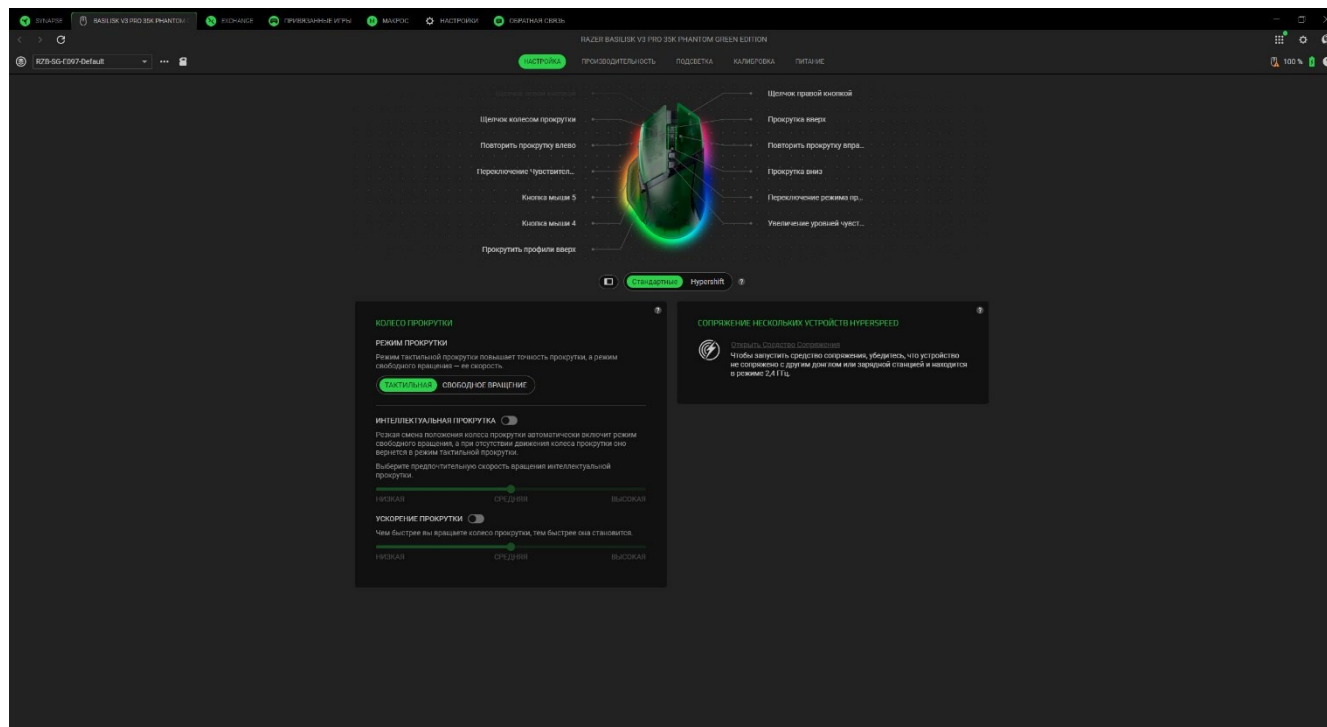 SYNAPSE
BASILISK V3 PRO 35K PHANTOM
EXCHANGE
ПРИВЯЗАННЫЕ ИГРЫ
МАКРОС
НАСТРОЙКИ
ОБРАТНАЯ СВЯЗЬ
RAZER BASILISK V3 PRO 35K PHANTOM GREEN EDITION
RZB-SG-E097-Default
НАСТРОЙКА
ПРОИЗВОДИТЕЛЬНОСТЬ
ПОДСВЕТКА
КАЛИБРОВКА
ПИТАНИЕ
100 %
Щелчок колесом прокрутки
Повторить прокрутку влево
Переключение Чувствител...
Кнопка мыши 5
Кнопка мыши 4
Прокрутить профили вверх
Щелчок правой кнопкой
Прокрутка вверх
Повторить прокрутку впра...
Прокрутка вниз
Переключение режима пр...
Увеличение уровней чувст...
Стандартные
Hypershift
?
КОЛЕСО ПРОКРУТКИ
?
РЕЖИМ ПРОКРУТКИ
Режим тактильной прокрутки повышает точность прокрутки, а режим
свободного вращения — ее скорость.
ТАКТИЛЬНАЯ
СВОБОДНОЕ ВРАЩЕНИЕ
ИНТЕЛЛЕКТУАЛЬНАЯ ПРОКРУТКА
Резкая смена положения колеса прокрутки автоматически включит режим
свободного вращения, а при отсутствии движения колеса прокрутки оно
вернется в режим тактильной прокрутки.
Выберите предпочтительную скорость вращения интеллектуальной
прокрутки.
НИЗКАЯ
СРЕДНЯЯ
ВЫСОКАЯ
УСКОРЕНИЕ ПРОКРУТКИ
Чем быстрее вы вращаете колесо прокрутки, тем быстрее она становится.
НИЗКАЯ
СРЕДНЯЯ
ВЫСОКАЯ
СОПРЯЖЕНИЕ НЕСКОЛЬКИХ УСТРОЙСТВ HYPERSPEED
?
Открыть Средство Сопряжения
Чтобы запустить средство сопряжения, убедитесь, что устройство
не сопряжено с другим донглом или зарядной станцией и находится
в режиме 2,4 ГГц.